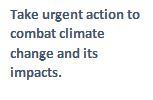 Take urgent action to
combat climate
change and its
impacts.